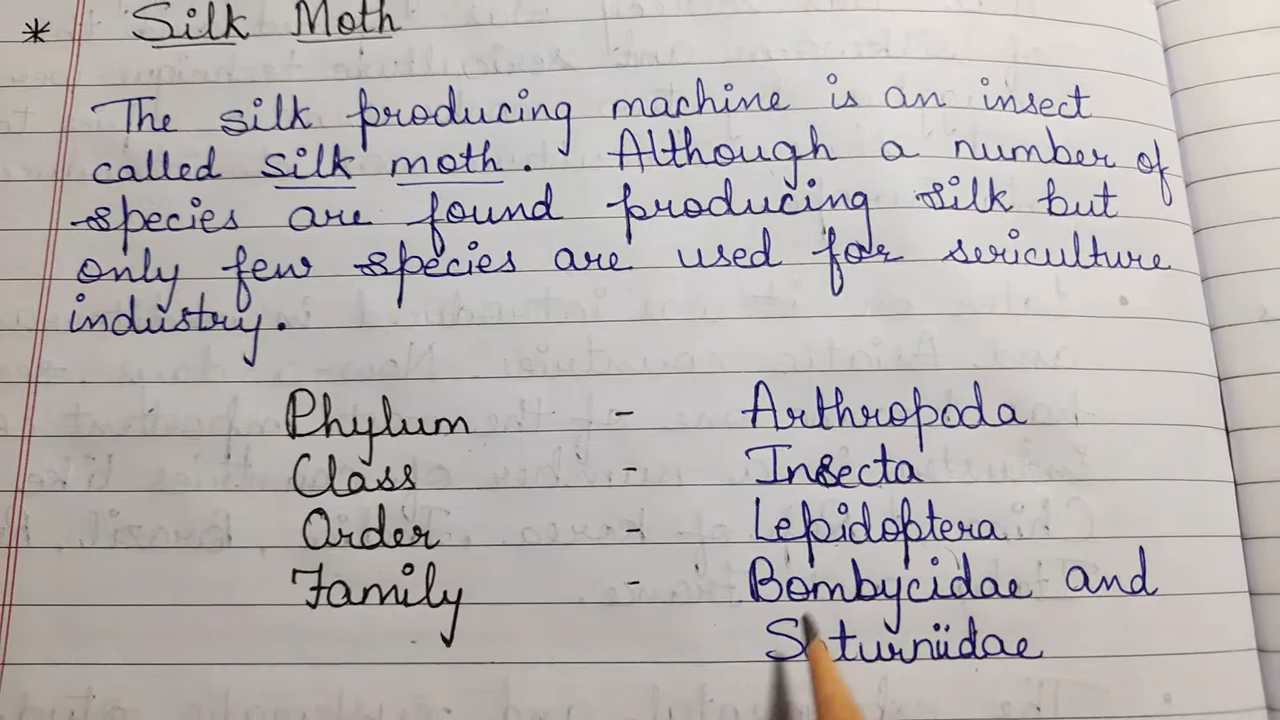 * Silk Moth
The silk producing machine is an insect
called silk moth. Although a number of
species are found producing silk but
only few species are used for sericulture
industry.
Phylum - Arthropoda
Class - Insecta
Order - Lepidoptera
Family - Bombycidae and
Saturniidae